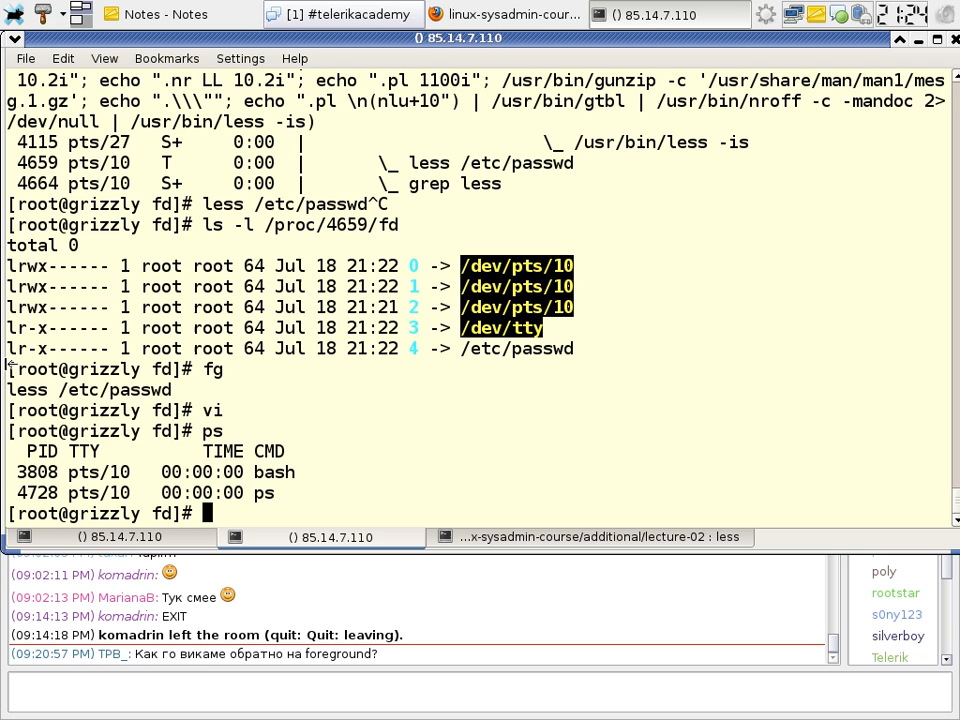 Notes - Notes
[1] #telerikacademy
linux-sysadmin-cour...
() 85.14.7.110
21:24
() 85.14.7.110
File Edit View Bookmarks Settings Help
10.2i"; echo ".nr LL 10.2i"; echo ".pl 1100i"; /usr/bin/gunzip -c '/usr/share/man/man1/mes
g.1.gz'; echo ".\\\""; echo ".pl \n(nlu+10") | /usr/bin/gtbl | /usr/bin/nroff -c -mandoc 2>
/dev/null | /usr/bin/less -is)
4115 pts/27 S+ 0:00 | \_ /usr/bin/less -is
4659 pts/10 T 0:00 | \_ less /etc/passwd
4664 pts/10 S+ 0:00 | \_ grep less
[root@grizzly fd]# less /etc/passwd^C
[root@grizzly fd]# ls -l /proc/4659/fd
total 0
lrwx------ 1 root root 64 Jul 18 21:22 0 -> /dev/pts/10
lrwx------ 1 root root 64 Jul 18 21:22 1 -> /dev/pts/10
lrwx------ 1 root root 64 Jul 18 21:21 2 -> /dev/pts/10
lr-x------ 1 root root 64 Jul 18 21:22 3 -> /dev/tty
lr-x------ 1 root root 64 Jul 18 21:22 4 -> /etc/passwd
[root@grizzly fd]# fg
less /etc/passwd
[root@grizzly fd]# vi
[root@grizzly fd]# ps
PID TTY TIME CMD
3808 pts/10 00:00:00 bash
4728 pts/10 00:00:00 ps
[root@grizzly fd]#
() 85.14.7.110
() 85.14.7.110
...x-sysadmin-course/additional/lecture-02 : less
(09:02:11 PM) komadrin:
(09:02:13 PM) MarianaB: Тук смее
(09:14:13 PM) komadrin: EXIT
(09:14:18 PM) komadrin left the room (quit: Quit: leaving).
(09:20:57 PM) TPB_: Как го викаме обратно на foreground?
poly
rootstar
s0ny123
silverboy
Telerik